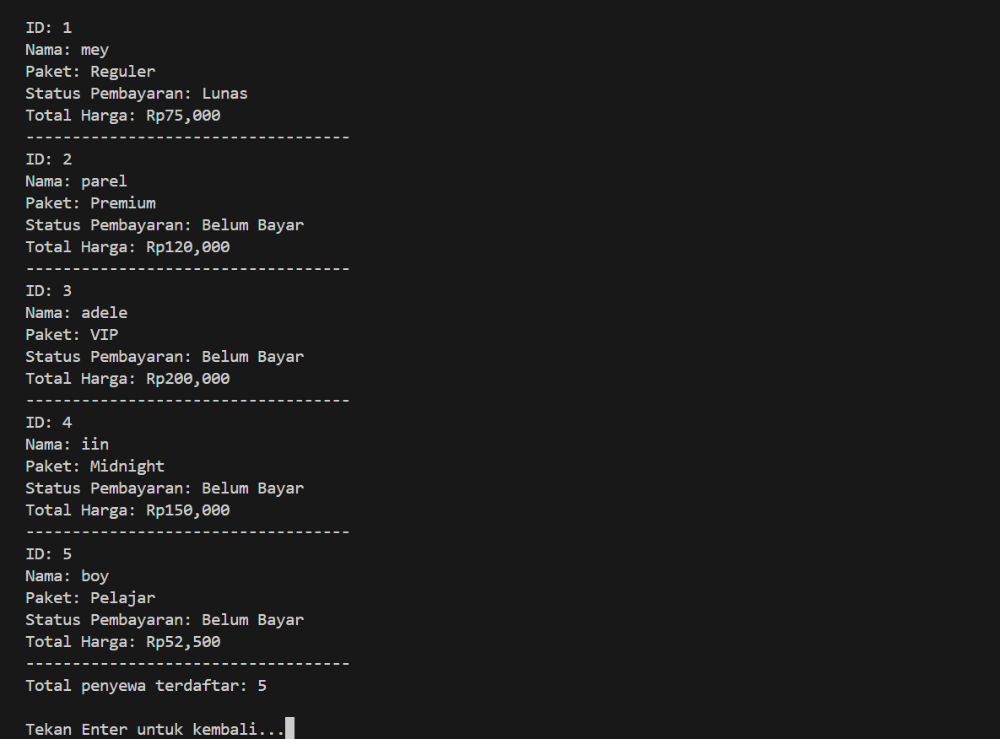 ID: 1
Nama: mey
Paket: Reguler
Status Pembayaran: Lunas
Total Harga: Rp75,000
-----------------------------------
ID: 2
Nama: parel
Paket: Premium
Status Pembayaran: Belum Bayar
Total Harga: Rp120,000
-----------------------------------
ID: 3
Nama: adele
Paket: VIP
Status Pembayaran: Belum Bayar
Total Harga: Rp200,000
-----------------------------------
ID: 4
Nama: iin
Paket: Midnight
Status Pembayaran: Belum Bayar
Total Harga: Rp150,000
-----------------------------------
ID: 5
Nama: boy
Paket: Pelajar
Status Pembayaran: Belum Bayar
Total Harga: Rp52,500
-----------------------------------
Total penyewa terdaftar: 5
Tekan Enter untuk kembali...